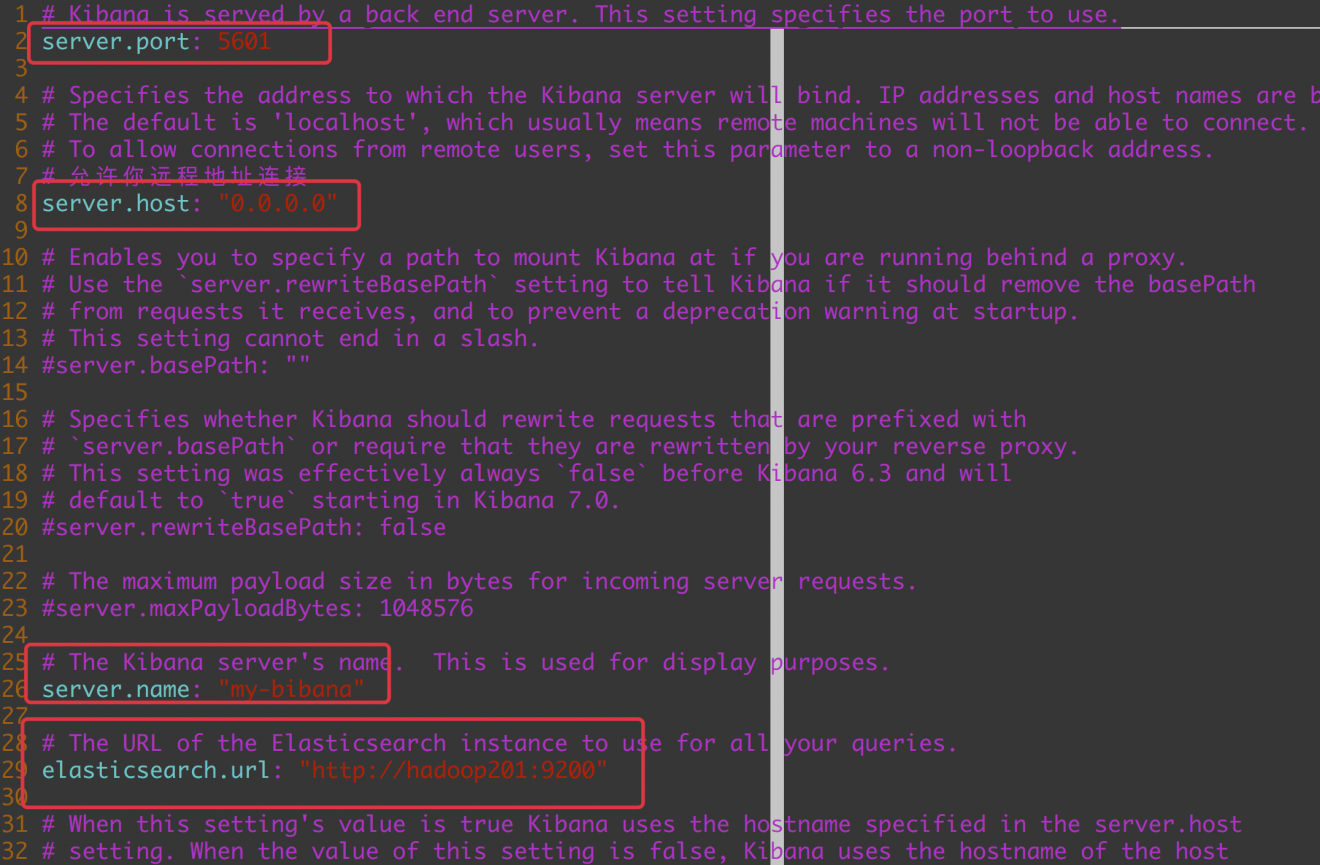 1 # Kibana is served by a back end server. This setting specifies the port to use.
2 server.port: 5601
3
4 # Specifies the address to which the Kibana server will bind. IP addresses and host names are b
5 # The default is 'localhost', which usually means remote machines will not be able to connect.
6 # To allow connections from remote users, set this parameter to a non-loopback address.
7 # 允许你远程地址连接
8 server.host: "0.0.0.0"
9
10 # Enables you to specify a path to mount Kibana at if you are running behind a proxy.
11 # Use the `server.rewriteBasePath` setting to tell Kibana if it should remove the basePath
12 # from requests it receives, and to prevent a deprecation warning at startup.
13 # This setting cannot end in a slash.
14 #server.basePath: ""
15
16 # Specifies whether Kibana should rewrite requests that are prefixed with
17 # `server.basePath` or require that they are rewritten by your reverse proxy.
18 # This setting was effectively always `false` before Kibana 6.3 and will
19 # default to `true` starting in Kibana 7.0.
20 #server.rewriteBasePath: false
21
22 # The maximum payload size in bytes for incoming server requests.
23 #server.maxPayloadBytes: 1048576
24
25 # The Kibana server's name.  This is used for display purposes.
26 server.name: "my-bibana"
27
28 # The URL of the Elasticsearch instance to use for all your queries.
29 elasticsearch.url: "http://hadoop201:9200"
30
31 # When this setting's value is true Kibana uses the hostname specified in the server.host
32 # setting. When the value of this setting is false, Kibana uses the hostname of the host